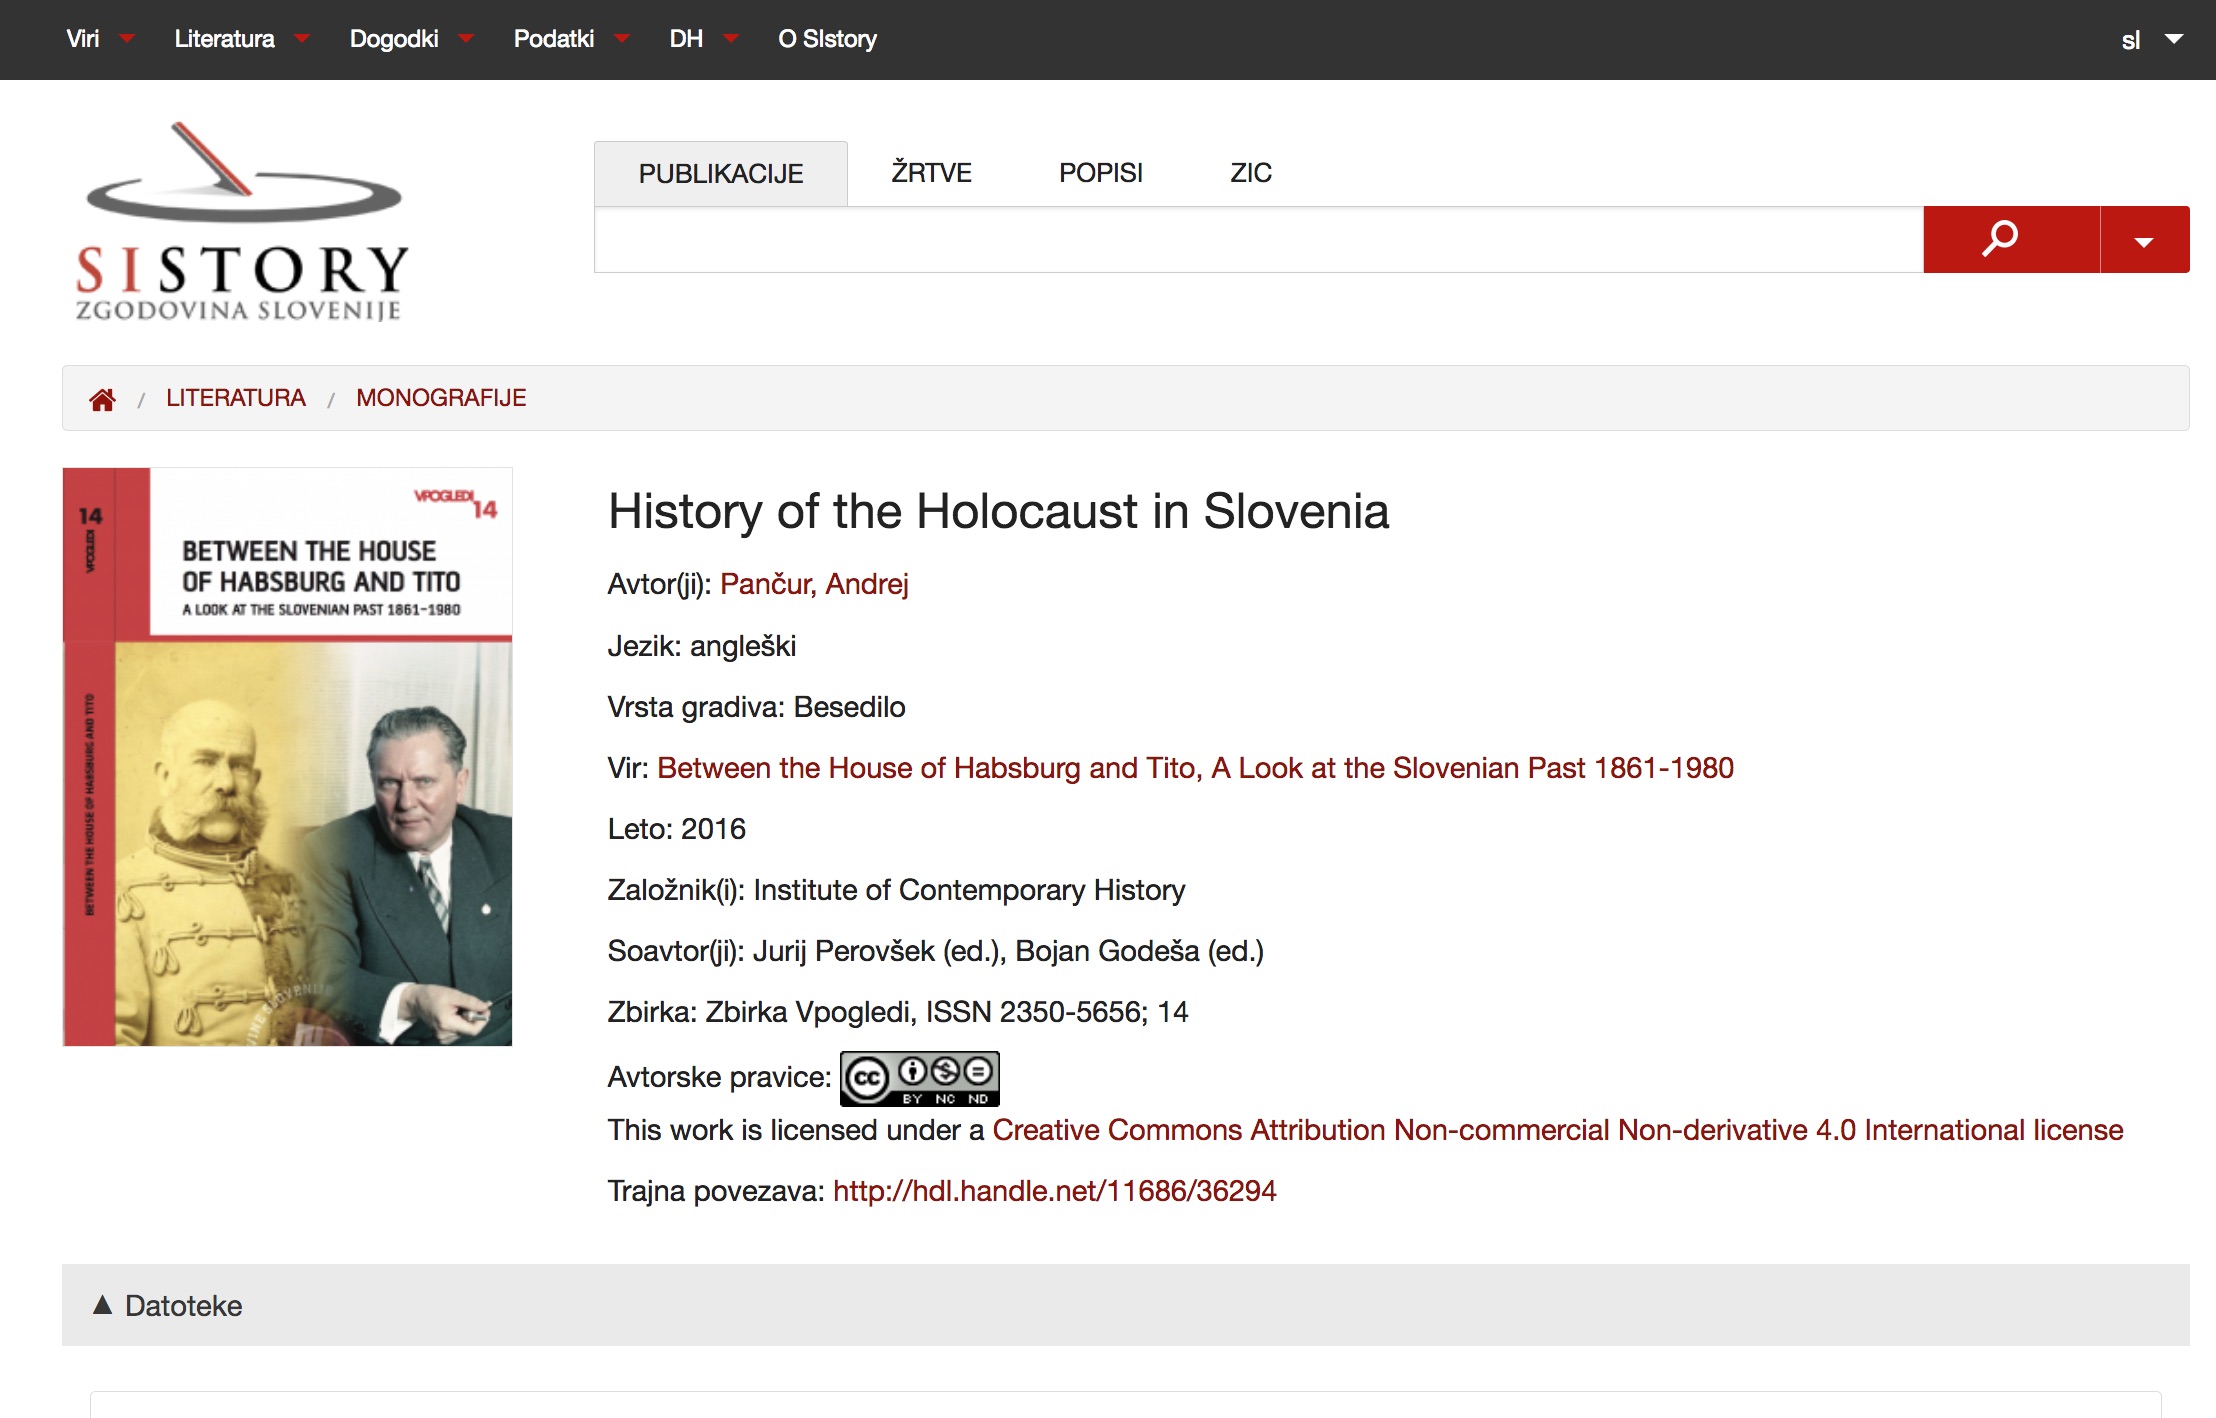 Viri Literatura Dogodki Podatki DH O SIstory sl
SISTORY
ZGODOVINA SLOVENIJE
PUBLIKACIJE ŽRTVE POPISI ZIC
/ LITERATURA / MONOGRAFIJE
14
VPOGLEDI
BETWEEN THE HOUSE OF HABSBURG AND TITO
VPOGLEDI 14
BETWEEN THE HOUSE
OF HABSBURG AND TITO
A LOOK AT THE SLOVENIAN PAST 1861–1980
History of the Holocaust in Slovenia
Avtor(ji): Pančur, Andrej
Jezik: angleški
Vrsta gradiva: Besedilo
Vir: Between the House of Habsburg and Tito, A Look at the Slovenian Past 1861-1980
Leto: 2016
Založnik(i): Institute of Contemporary History
Soavtor(ji): Jurij Perovšek (ed.), Bojan Godeša (ed.)
Zbirka: Zbirka Vpogledi, ISSN 2350-5656; 14
Avtorske pravice: cc BY NC ND
This work is licensed under a Creative Commons Attribution Non-commercial Non-derivative 4.0 International license
Trajna povezava: http://hdl.handle.net/11686/36294
▲ Datoteke